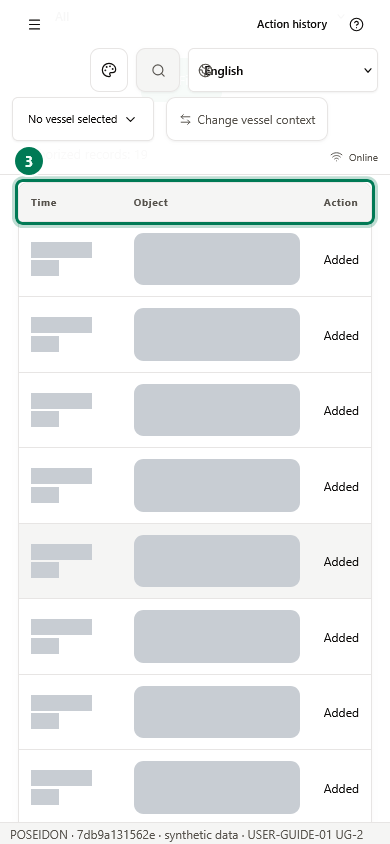 Action history
English
No vessel selected
Change vessel context
3
Online
Time Object Action
Added
Added
Added
Added
Added
Added
Added
Added
POSEIDON · 7db9a131562e · synthetic data · USER-GUIDE-01 UG-2